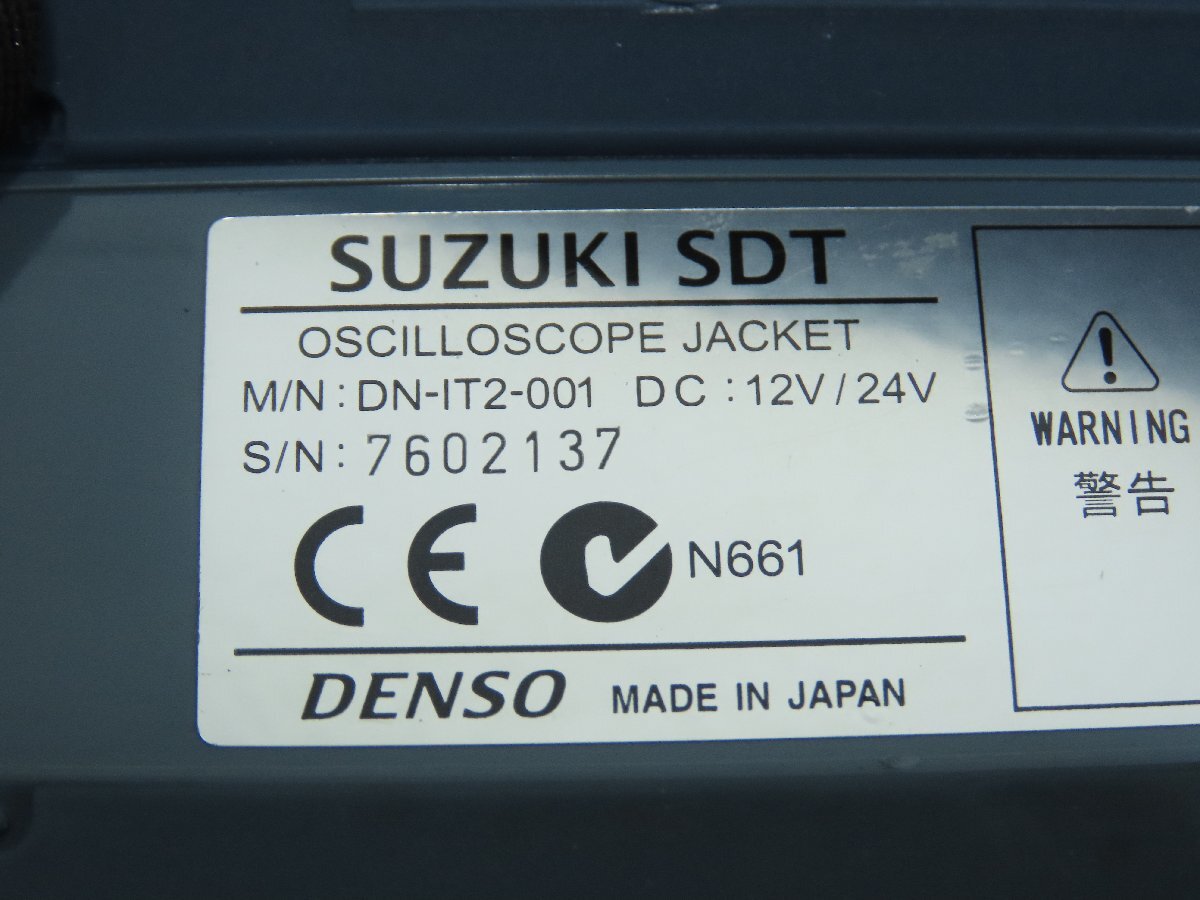 SUZUKI SDT
OSCILLOSCOPE JACKET
M/N : DN-IT2-001 DC : 12V / 24V
S/N : 7602137
CE N661
DENSO MADE IN JAPAN
WARNING
警告